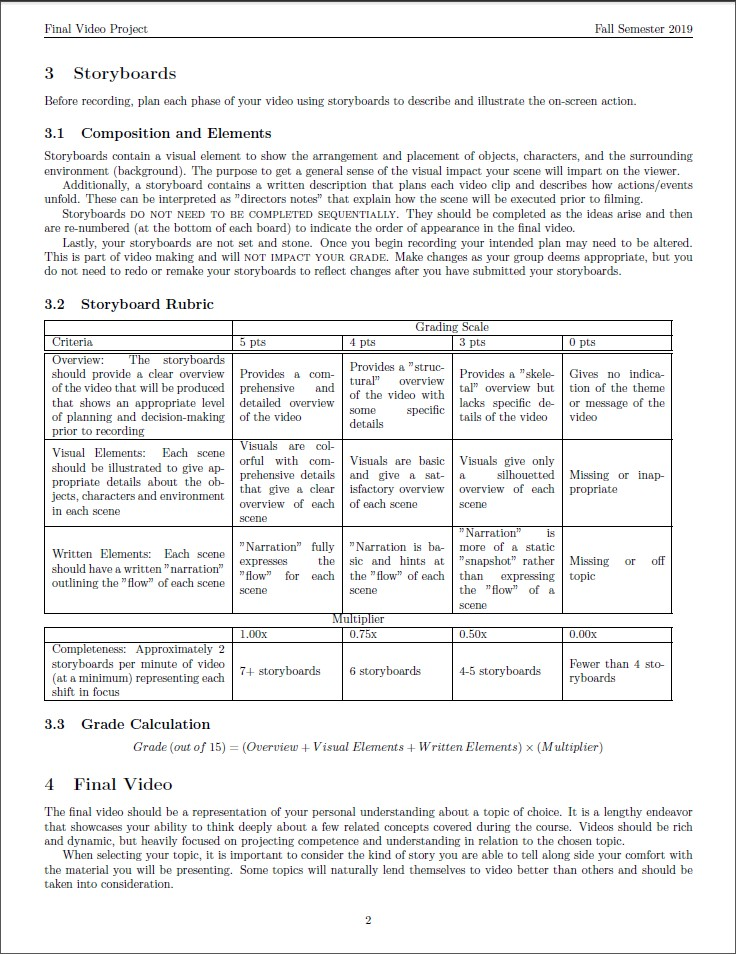 Final Video Project Fall Semester 2019
3 Storyboards
Before recording, plan each phase of your video using storyboards to describe and illustrate the on-screen action.
3.1 Composition and Elements
Storyboards contain a visual element to show the arrangement and placement of objects, characters, and the surrounding
environment (background). The purpose to get a general sense of the visual impact your scene will impart on the viewer.
Additionally, a storyboard contains a written description that plans each video clip and describes how actions/events
unfold. These can be interpreted as ”directors notes” that explain how the scene will be executed prior to filming.
Storyboards DO NOT NEED TO BE COMPLETED SEQUENTIALLY. They should be completed as the ideas arise and then
are re-numbered (at the bottom of each board) to indicate the order of appearance in the final video.
Lastly, your storyboards are not set and stone. Once you begin recording your intended plan may need to be altered.
This is part of video making and will NOT IMPACT YOUR GRADE. Make changes as your group deems appropriate, but you
do not need to redo or remake your storyboards to reflect changes after you have submitted your storyboards.
3.2 Storyboard Rubric
Grading Scale
Criteria 5 pts 4 pts 3 pts 0 pts
Overview: The storyboards
should provide a clear overview
of the video that will be produced
that shows an appropriate level
of planning and decision-making
prior to recording
Provides a com-
prehensive and
detailed overview
of the video
Provides a ”struc-
tural” overview
of the video with
some specific
details
Provides a ”skele-
tal” overview but
lacks specific de-
tails of the video
Gives no indica-
tion of the theme
or message of the
video
Visual Elements: Each scene
should be illustrated to give ap-
propriate details about the ob-
jects, characters and environment
in each scene
Visuals are col-
orful with com-
prehensive details
that give a clear
overview of each
scene
Visuals are basic
and give a sat-
isfactory overview
of each scene
Visuals give only
a silhouetted
overview of each
scene
Missing or inap-
propriate
Written Elements: Each scene
should have a written ”narration”
outlining the ”flow” of each scene
”Narration” fully
expresses the
”flow” for each
scene
”Narration is ba-
sic and hints at
the ”flow” of each
scene
”Narration” is
more of a static
”snapshot” rather
than expressing
the ”flow” of a
scene
Missing or off
topic
Multiplier
1.00x 0.75x 0.50x 0.00x
Completeness: Approximately 2
storyboards per minute of video
(at a minimum) representing each
shift in focus
7+ storyboards
6 storyboards
4-5 storyboards
Fewer than 4 sto-
ryboards
3.3 Grade Calculation
Grade (out of 15) = (Overview + Visual Elements + Written Elements) × (Multiplier)
4 Final Video
The final video should be a representation of your personal understanding about a topic of choice. It is a lengthy endeavor
that showcases your ability to think deeply about a few related concepts covered during the course. Videos should be rich
and dynamic, but heavily focused on projecting competence and understanding in relation to the chosen topic.
When selecting your topic, it is important to consider the kind of story you are able to tell along side your comfort with
the material you will be presenting. Some topics will naturally lend themselves to video better than others and should be
taken into consideration.
2